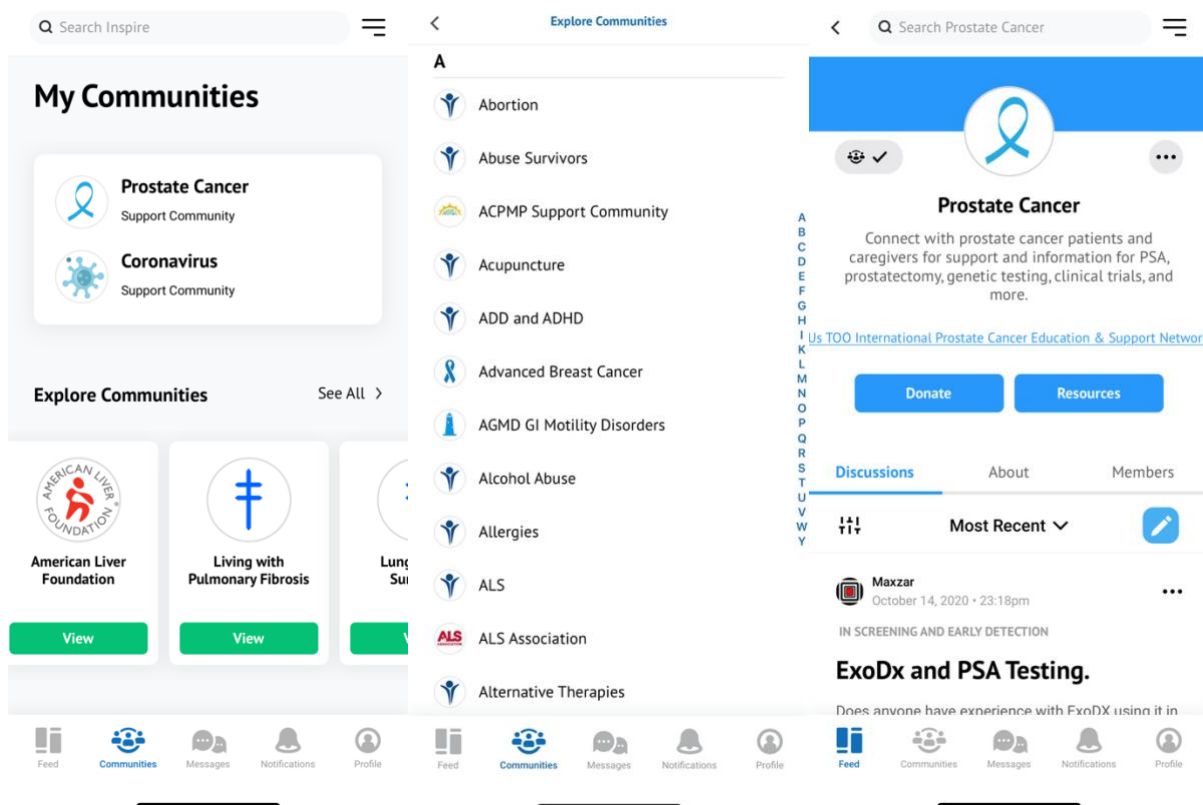 Search Inspire
My Communities
Prostate Cancer
Support Community
Coronavirus
Support Community
Explore Communities
See All
AMERICAN LIVER
FOUNDATION
®
American Liver
Foundation
View
Living with
Pulmonary Fibrosis
View
Lung
Su
V
Feed
Communities
Messages
Notifications
Profile
Explore Communities
A
Abortion
Abuse Survivors
ACPMP Support Community
Acupuncture
ADD and ADHD
Advanced Breast Cancer
AGMD GI Motility Disorders
Alcohol Abuse
Allergies
ALS
ALS
ALS Association
Alternative Therapies
A
B
C
D
E
F
G
H
I
K
L
M
N
O
P
Q
R
S
T
U
V
W
Y
Feed
Communities
Messages
Notifications
Profile
Search Prostate Cancer
Prostate Cancer
Connect with prostate cancer patients and
caregivers for support and information for PSA,
prostatectomy, genetic testing, clinical trials, and
more.
Us TOO International Prostate Cancer Education & Support Networ
Donate
Resources
Discussions
About
Members
Most Recent
Maxzar
October 14, 2020 • 23:18pm
IN SCREENING AND EARLY DETECTION
ExoDx and PSA Testing.
Does anyone have experience with ExoDX using it in
Feed
Communities
Messages
Notifications
Profile